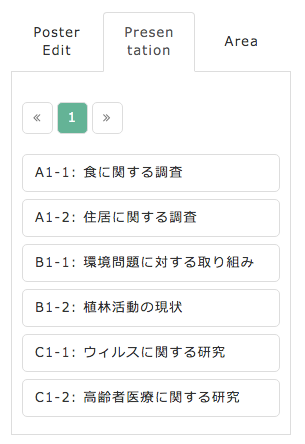 Poster
Edit
Presen
tation
Area
« 1 »
A1-1: 食に関する調査
A1-2: 住居に関する調査
B1-1: 環境問題に対する取り組み
B1-2: 植林活動の現状
C1-1: ウィルスに関する研究
C1-2: 高齢者医療に関する研究